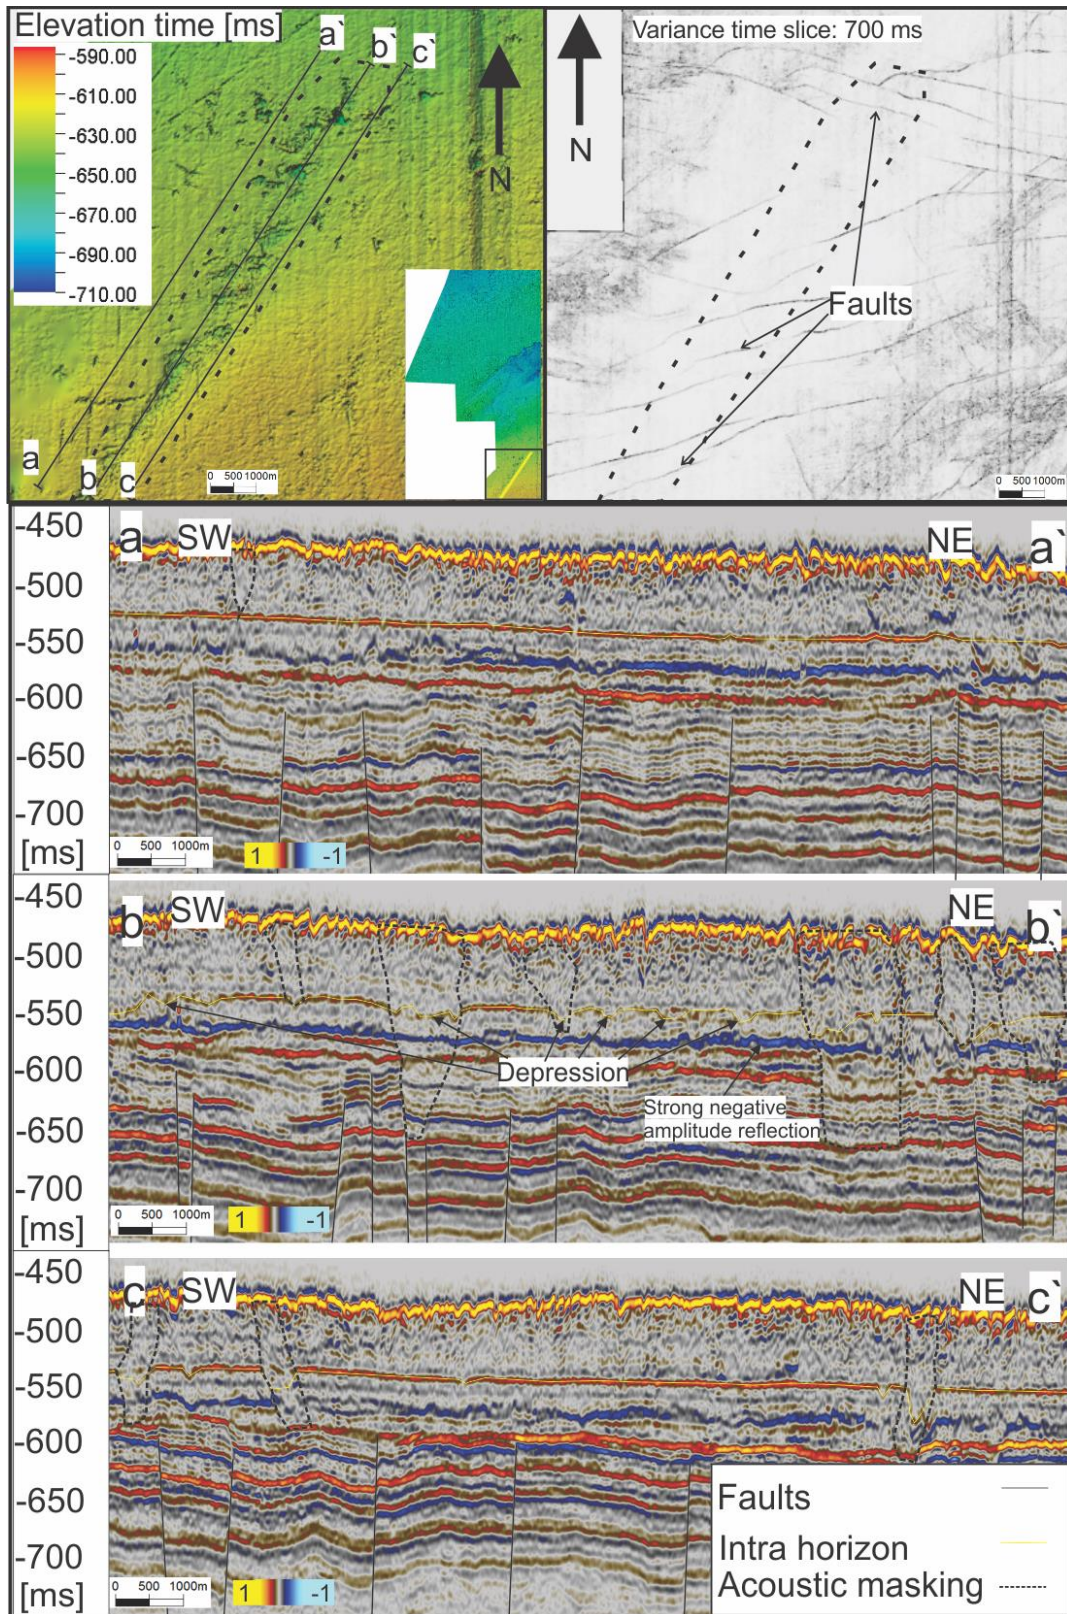 Elevation time [ms]
-590.00
-610.00
-630.00
-650.00
-670.00
-690.00
-710.00
a`
b`
c`
N
a
b
c
0 500 1000m
Variance time slice: 700 ms
N
Faults
0 500 1000m
-450
-500
-550
-600
-650
-700
[ms]
a
SW
NE
a`
0 500 1000m
1 -1
-450
-500
-550
-600
-650
-700
[ms]
b
SW
NE
b`
Depression
Strong negative
amplitude reflection
0 500 1000m
1 -1
-450
-500
-550
-600
-650
-700
[ms]
c
SW
NE
c`
0 500 1000m
1 -1
Faults
Intra horizon
Acoustic masking